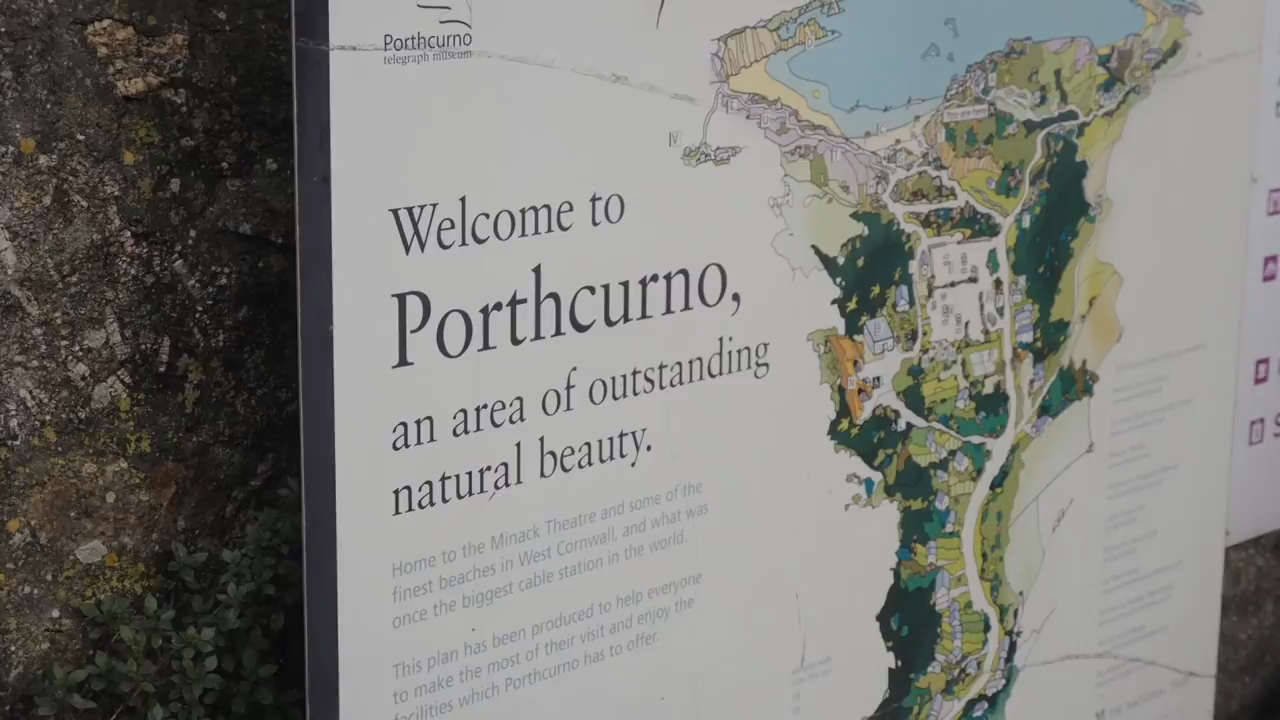 Porthcurno
telegraph museum
Welcome to
Porthcurno,
an area of outstanding
natural beauty.
Home to the Minack Theatre and some of the
finest beaches in West Cornwall, and what was
once the biggest cable station in the world.
This plan has been produced to help everyone
to make the most of their visit and enjoy the
facilities which Porthcurno has to offer.